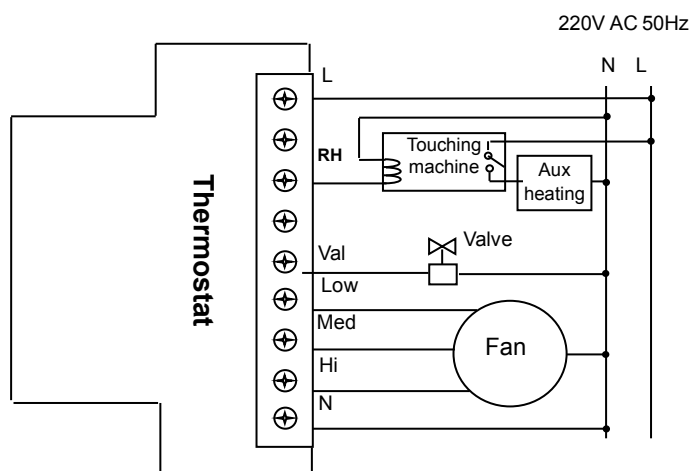 220V AC 50Hz
N L
L
Touching
machine
RH
Aux
heating
Thermostat
Val
Valve
Low
Med
Fan
Hi
N